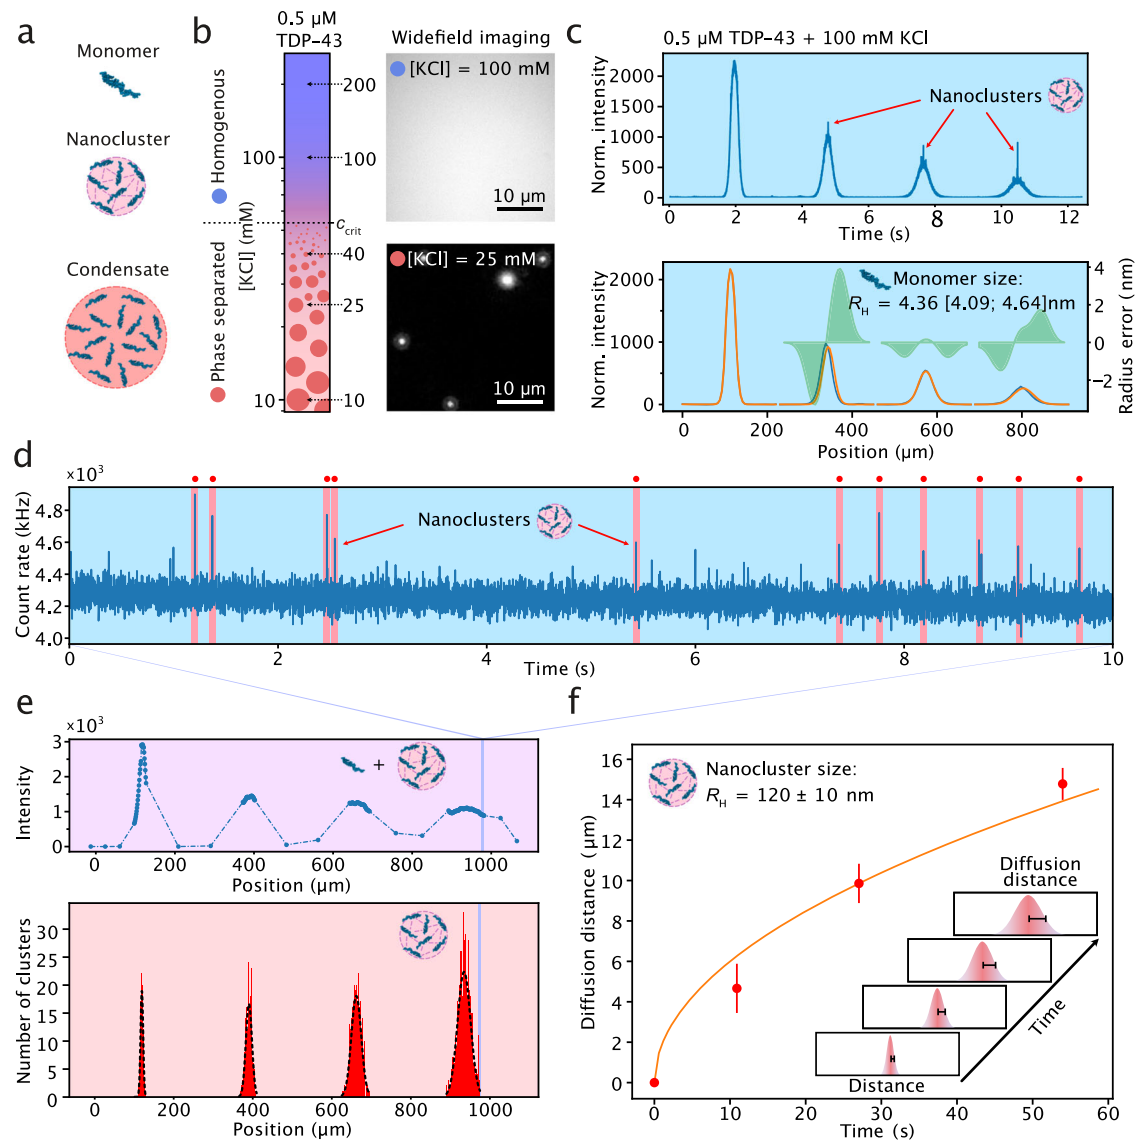 a
Monomer
Nanocluster
Condensate
b
0.5 µM
TDP-43
Homogenous
Phase separated
[KCl] (mM)
100
10
200
100
c_crit
40
25
10
Widefield imaging
[KCl] = 100 mM
10 µm
[KCl] = 25 mM
10 µm
c
0.5 µM TDP-43 + 100 mM KCl
Norm. intensity
2000
1500
1000
500
0
Nanoclusters
0 2 4 6 8 10 12
Time (s)
Norm. intensity
2000
1000
0
Monomer size:
R_H = 4.36 [4.09; 4.64]nm
4
2
0
−2
Radius error (nm)
0 200 400 600 800
Position (µm)
d
×10³
Count rate (kHz)
4.8
4.6
4.4
4.2
4.0
Nanoclusters
0 2 4 6 8 10
Time (s)
e
×10³
Intensity
3
2
1
0
+
0 200 400 600 800 1000
Position (µm)
Number of clusters
30
25
20
15
10
5
0
0 200 400 600 800 1000
Position (µm)
f
Diffusion distance (µm)
16
14
12
10
8
6
4
2
0
Nanocluster size:
R_H = 120 ± 10 nm
Diffusion
distance
Time
Distance
0 10 20 30 40 50 60
Time (s)